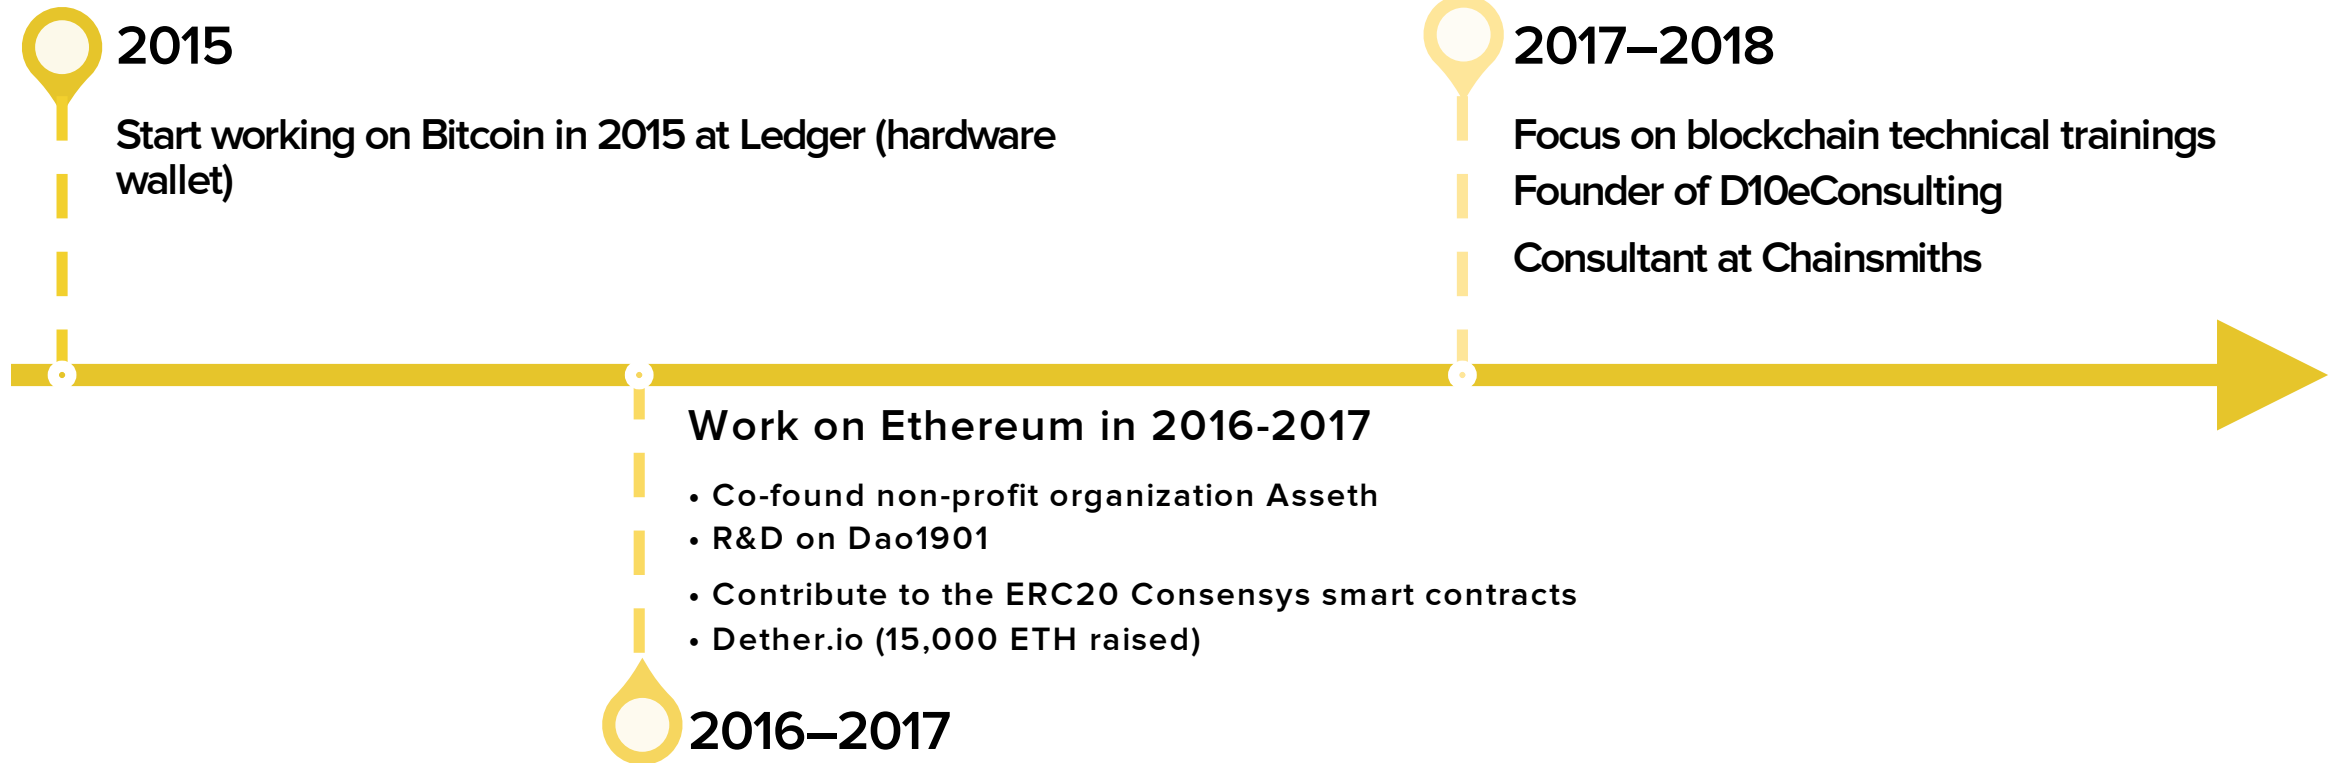 2015
Start working on Bitcoin in 2015 at Ledger (hardware
wallet)
2017–2018
Focus on blockchain technical trainings
Founder of D10eConsulting
Consultant at Chainsmiths
Work on Ethereum in 2016-2017
• Co-found non-profit organization Asseth
• R&D on Dao1901
• Contribute to the ERC20 Consensys smart contracts
• Dether.io (15,000 ETH raised)
2016–2017